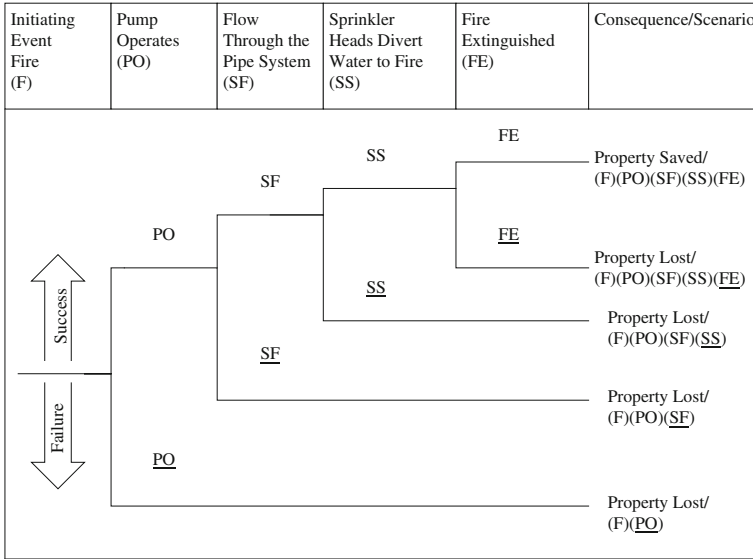 Initiating
Event
Fire
(F)
Pump
Operates
(PO)
Flow
Through the
Pipe System
(SF)
Sprinkler
Heads Divert
Water to Fire
(SS)
Fire
Extinguished
(FE)
Consequence/Scenario
FE
SS
Property Saved/
(F)(PO)(SF)(SS)(FE)
SF
PO
FE
Property Lost/
(F)(PO)(SF)(SS)(FE)
SS
Success
Property Lost/
(F)(PO)(SF)(SS)
SF
Property Lost/
(F)(PO)(SF)
Failure
PO
Property Lost/
(F)(PO)